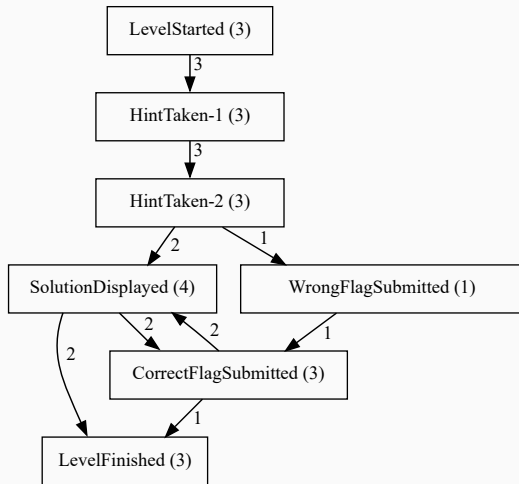 LevelStarted (3)
3
HintTaken-1 (3)
3
HintTaken-2 (3)
2
1
SolutionDisplayed (4)
WrongFlagSubmitted (1)
2
2
2
1
CorrectFlagSubmitted (3)
1
LevelFinished (3)